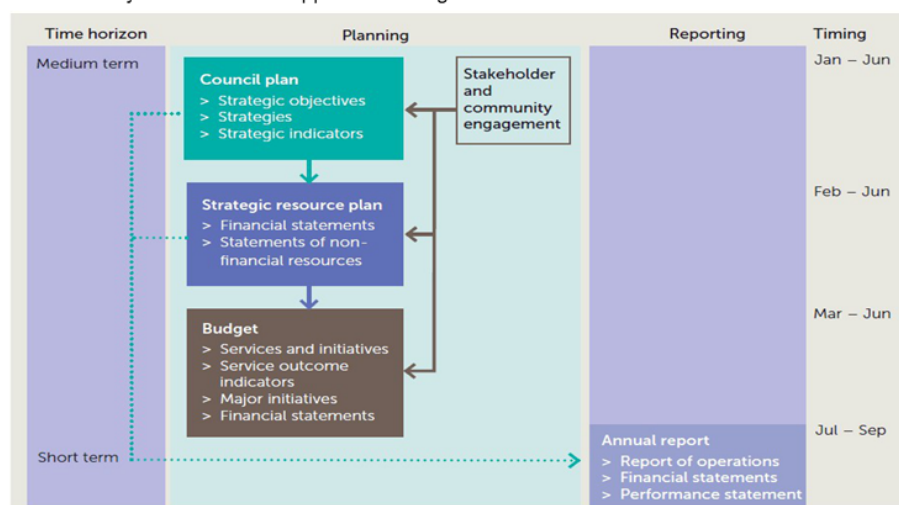 Time horizon
Planning
Reporting
Timing
Medium term
Jan – Jun
Council plan
> Strategic objectives
> Strategies
> Strategic indicators
Stakeholder
and
community
engagement
Feb – Jun
Strategic resource plan
> Financial statements
> Statements of non-
financial resources
Mar – Jun
Budget
> Services and initiatives
> Service outcome
indicators
> Major initiatives
> Financial statements
Jul – Sep
Short term
Annual report
> Report of operations
> Financial statements
> Performance statement